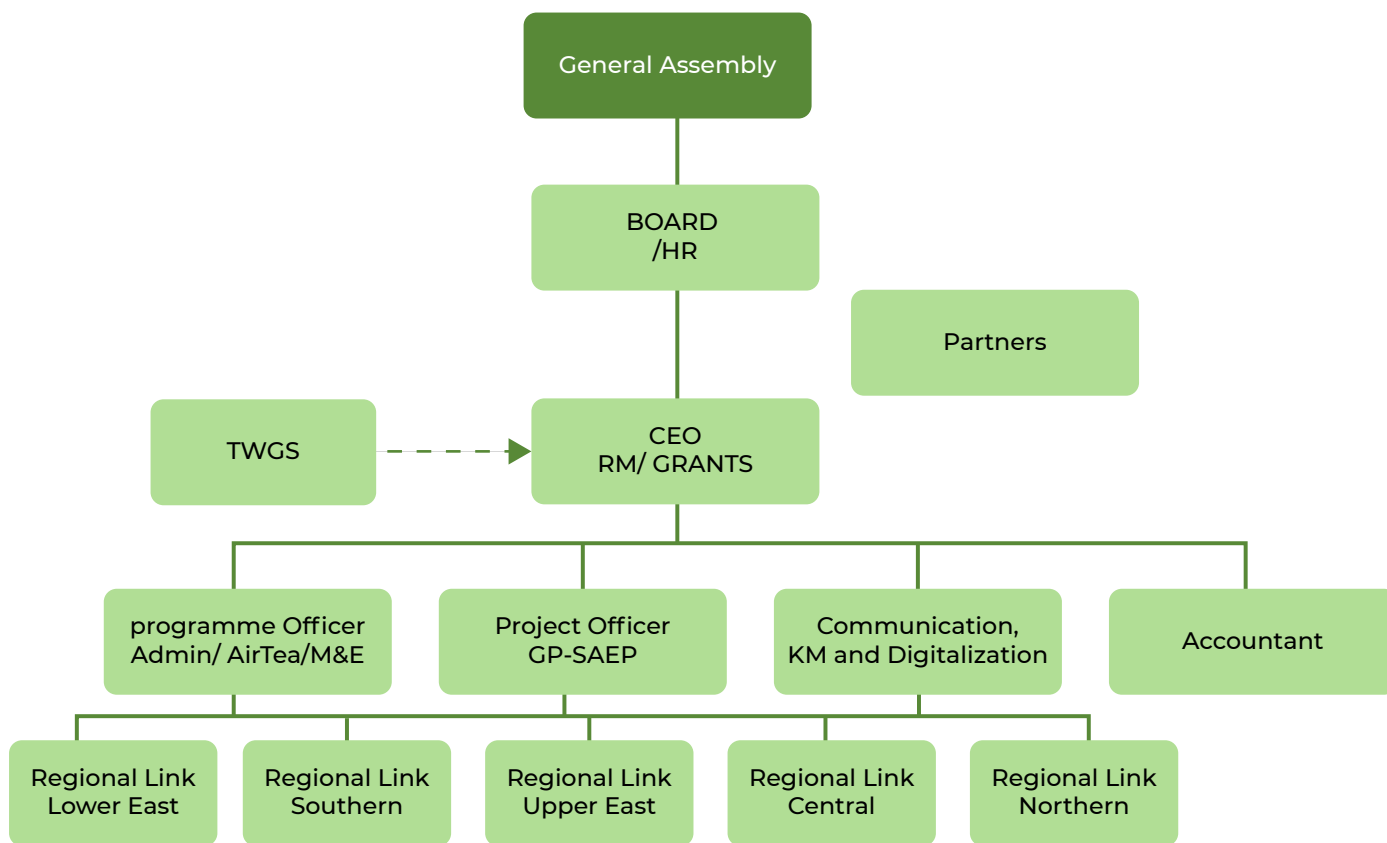 General Assembly
BOARD
/HR
Partners
TWGS
CEO
RM/ GRANTS
programme Officer
Admin/ AirTea/M&E
Project Officer
GP-SAEP
Communication,
KM and Digitalization
Accountant
Regional Link
Lower East
Regional Link
Southern
Regional Link
Upper East
Regional Link
Central
Regional Link
Northern